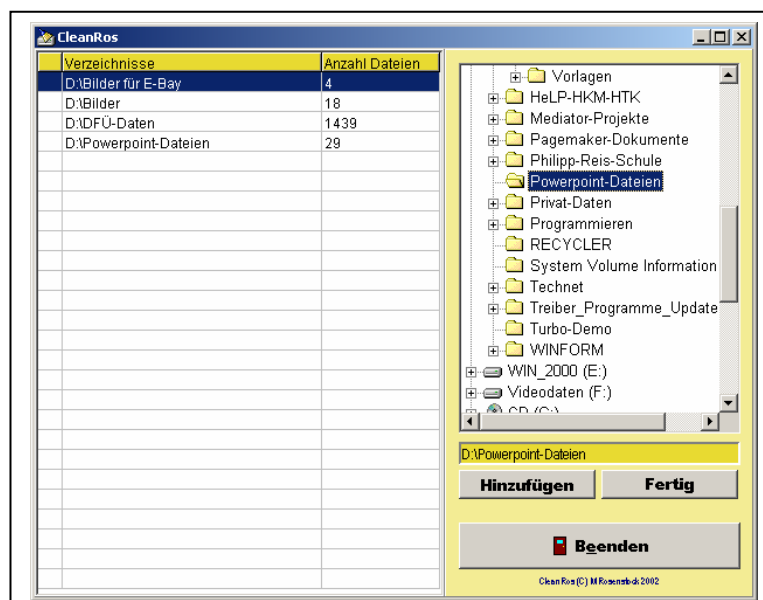 CleanRos
Verzeichnisse Anzahl Dateien
D:\Bilder für E-Bay 4
D:\Bilder 18
D:\DFÜ-Daten 1439
D:\Powerpoint-Dateien 29
Vorlagen
HeLP-HKM-HTK
Mediator-Projekte
Pagemaker-Dokumente
Philipp-Reis-Schule
Powerpoint-Dateien
Privat-Daten
Programmieren
RECYCLER
System Volume Information
Technet
Treiber_Programme_Update
Turbo-Demo
WINFORM
WIN_2000 (E:)
Videodaten (F:)
CD (G:)
D:\Powerpoint-Dateien
Hinzufügen Fertig
Beenden
CleanRos (C) M Rosenstock 2002